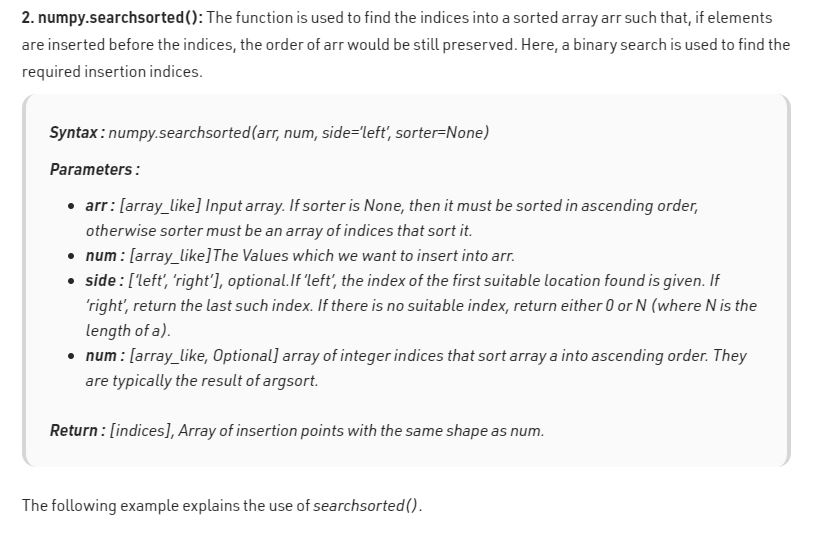 2. numpy.searchsorted(): The function is used to find the indices into a sorted array arr such that, if elements
are inserted before the indices, the order of arr would be still preserved. Here, a binary search is used to find the
required insertion indices.
Syntax : numpy.searchsorted(arr, num, side='left', sorter=None)
Parameters :
• arr : [array_like] Input array. If sorter is None, then it must be sorted in ascending order,
otherwise sorter must be an array of indices that sort it.
• num : [array_like]The Values which we want to insert into arr.
• side : ['left', 'right'], optional.If 'left', the index of the first suitable location found is given. If
'right', return the last such index. If there is no suitable index, return either 0 or N (where N is the
length of a).
• num : [array_like, Optional] array of integer indices that sort array a into ascending order. They
are typically the result of argsort.
Return : [indices], Array of insertion points with the same shape as num.
The following example explains the use of searchsorted().